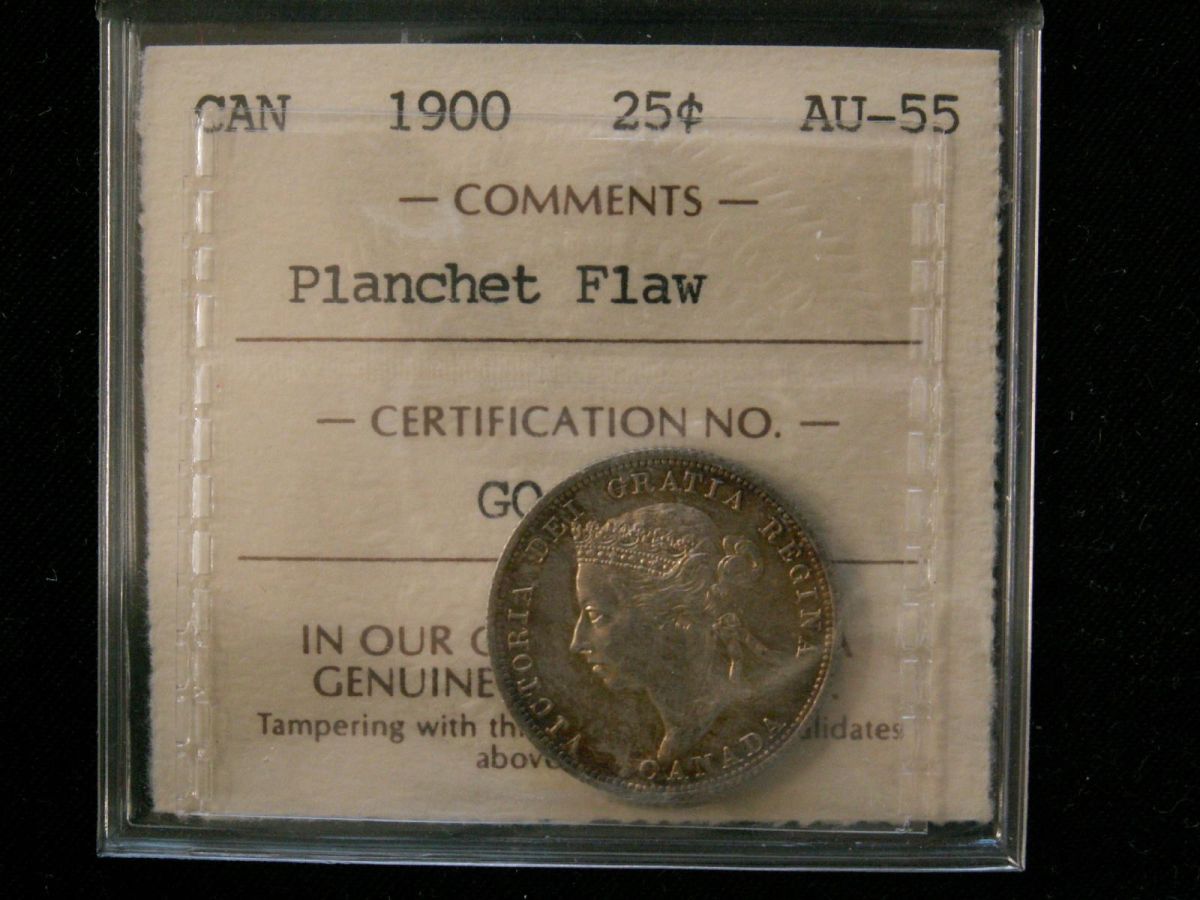 CAN 1900 25¢ AU-55
— COMMENTS —
Planchet Flaw
— CERTIFICATION NO. —
GO
IN OUR
GENUINE
Tampering with
above
VICTORIA DEI GRATIA REGINA
CANADA